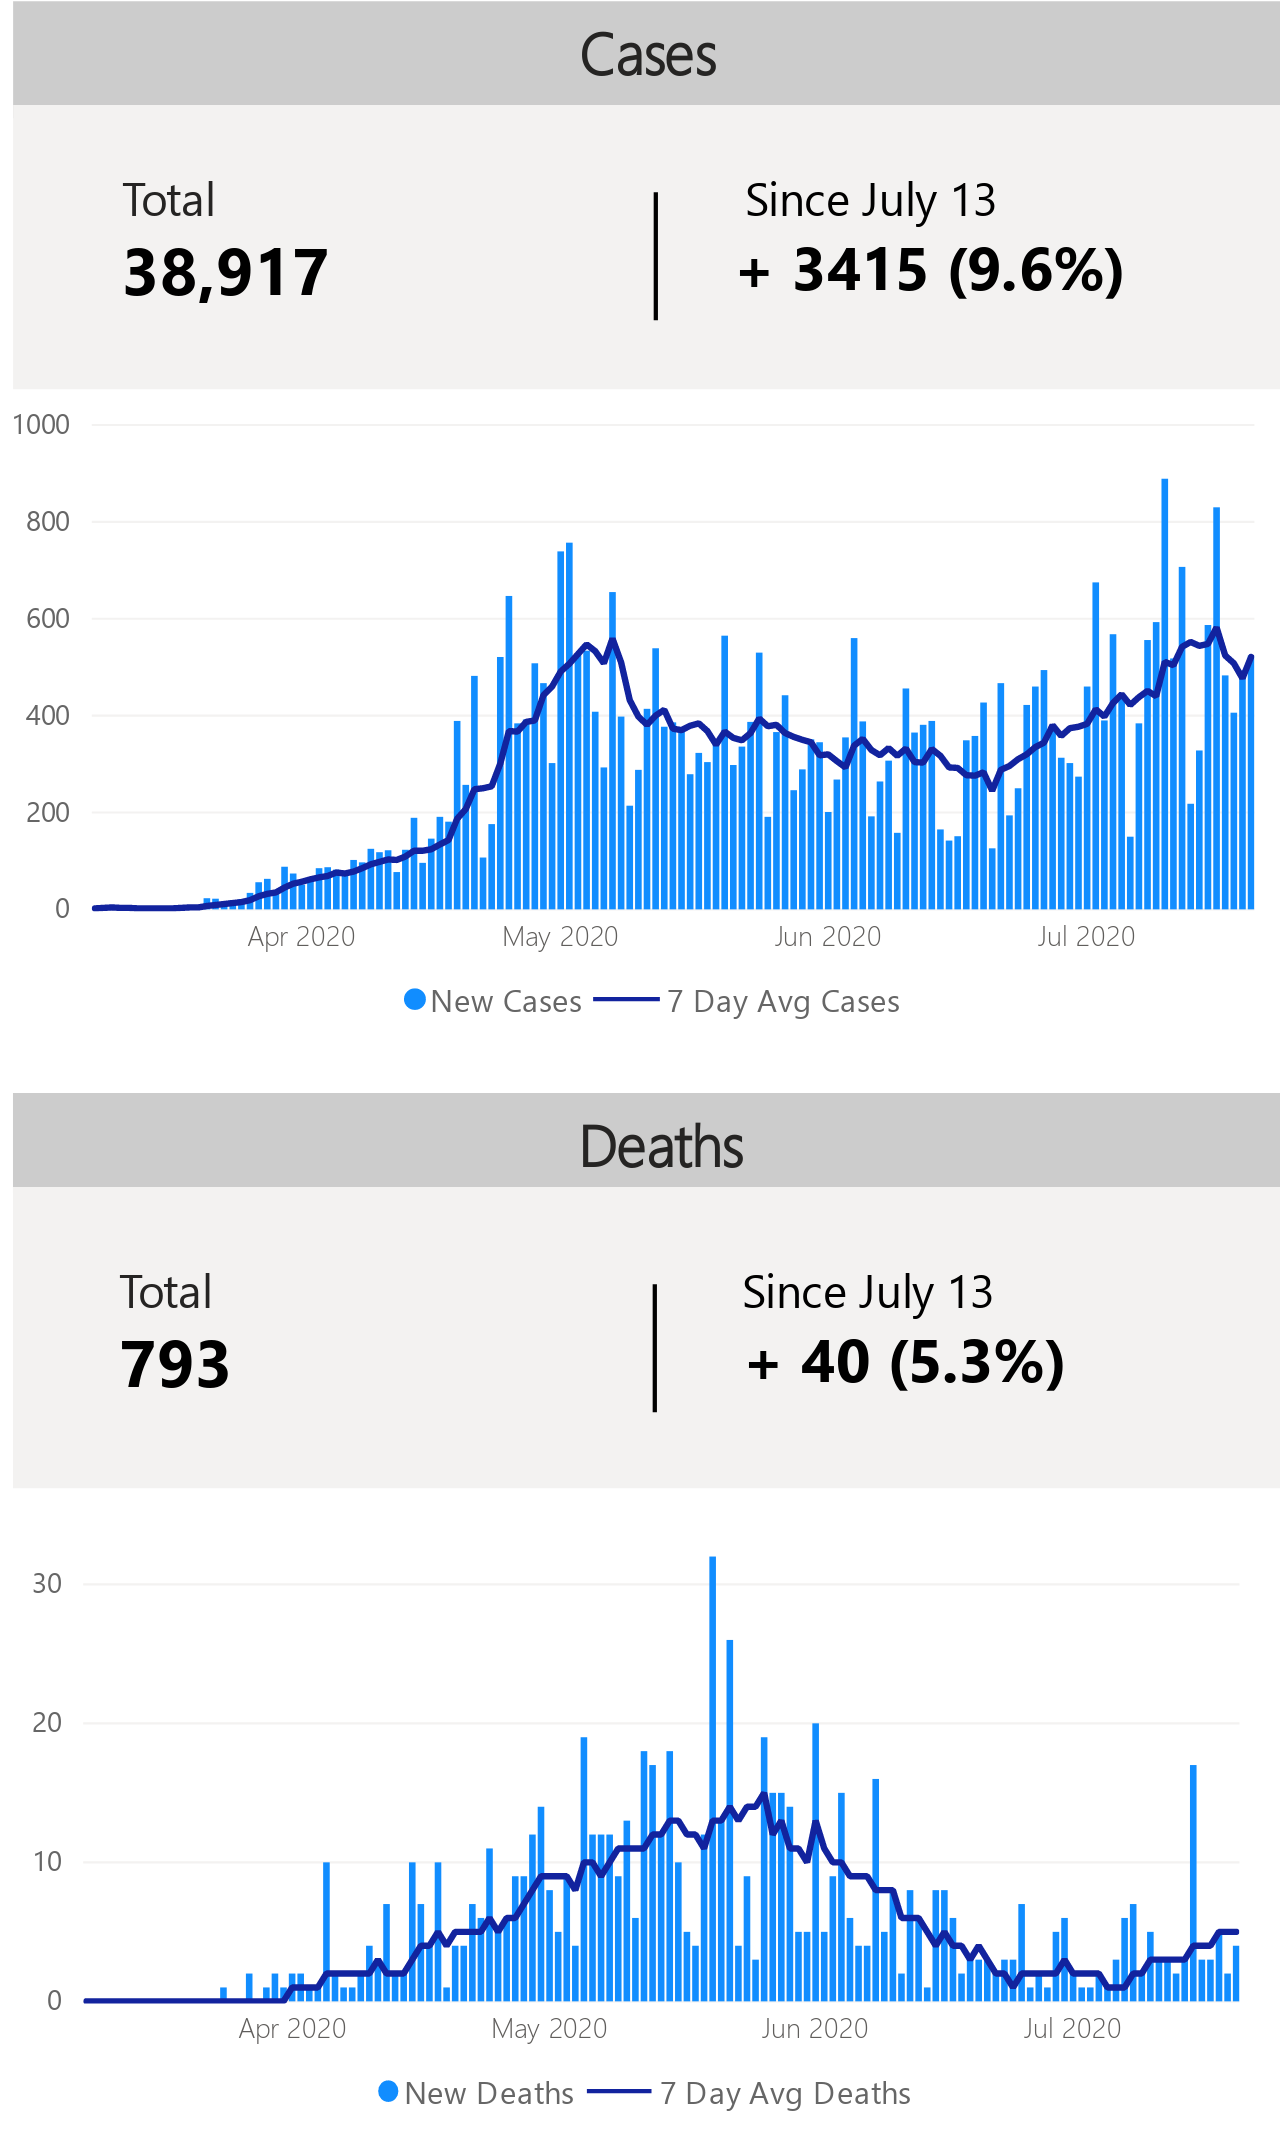 Cases
Total
Since July 13
38,917
+ 3415 (9.6%)
1000
800
600
400
200
0
Apr 2020
May 2020
Jun 2020
Jul 2020
New Cases
7 Day Avg Cases
Deaths
Total
Since July 13
793
+ 40 (5.3%)
30
20
10
0
Apr 2020
May 2020
Jun 2020
Jul 2020
New Deaths
7 Day Avg Deaths